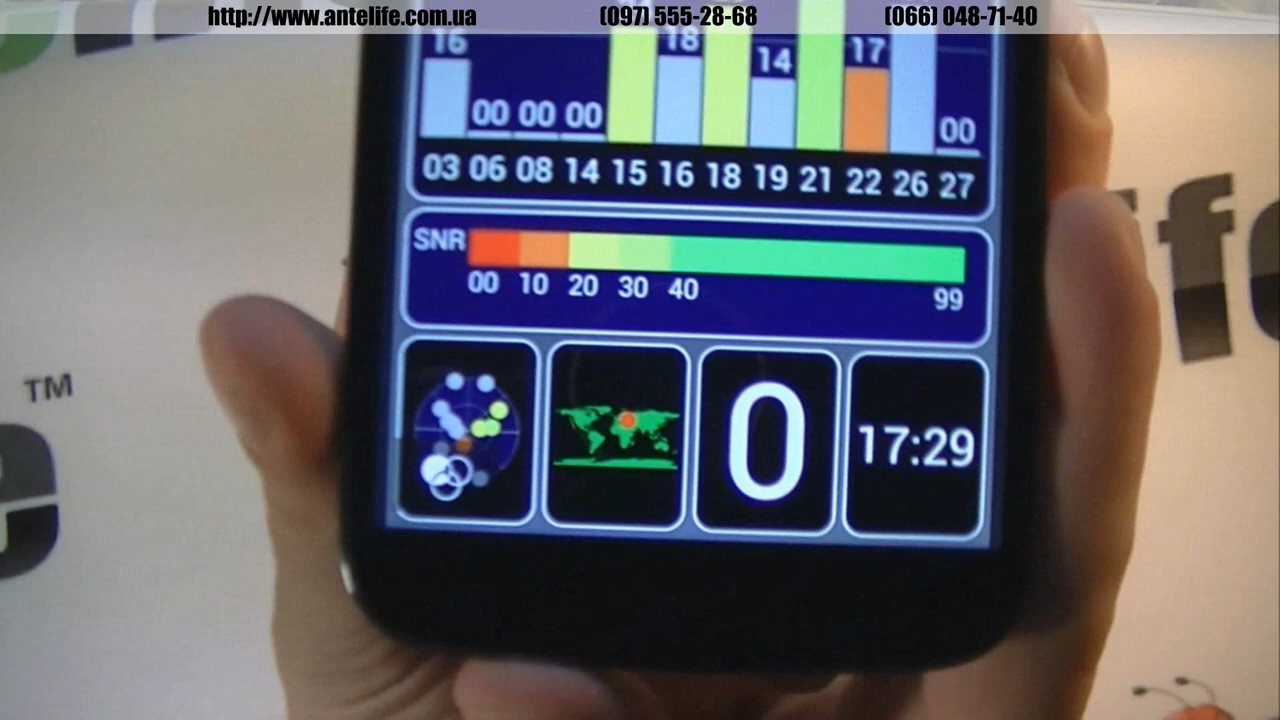 http://www.antelife.com.ua (097) 555-28-68 (066) 048-71-40
16 18 14 17
00 00 00 00
03 06 08 14 15 16 18 19 21 22 26 27
SNR
00 10 20 30 40 99
TM
0 17:29